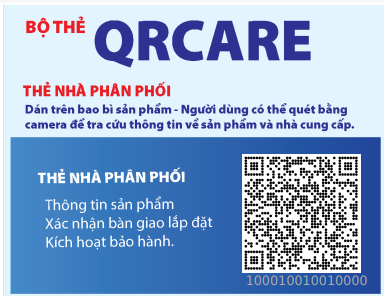 BỘ THẺ QRCARE
THẺ NHÀ PHÂN PHỐI
Dán trên bao bì sản phẩm - Người dùng có thể quét bằng
camera để tra cứu thông tin về sản phẩm và nhà cung cấp.
THẺ NHÀ PHÂN PHỐI
Thông tin sản phẩm
Xác nhận bàn giao lắp đặt
Kích hoạt bảo hành.
100010010010000